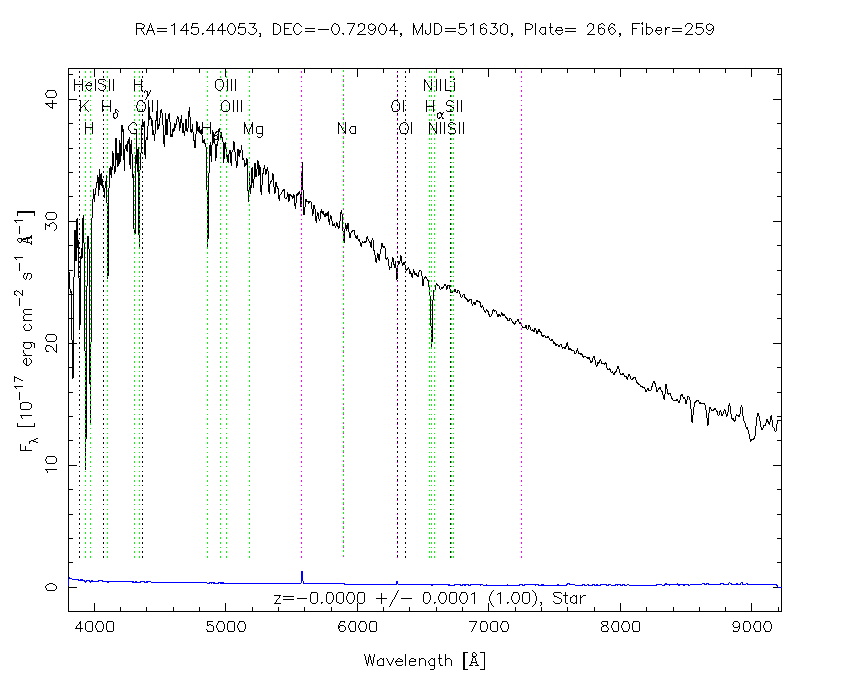 RA=145.44053, DEC=−0.72904, MJD=51630, Plate= 266, Fiber=259
HeI SII Hγ OIII NII Li
K Hδ OIII OIII OI Hα SII
H G Hβ Mg Na OI NII SII
40
30
20
10
0
Fλ [10−17 erg cm−2 s−1 Å−1]
z=−0.0000 +/− 0.0001 (1.00), Star
4000 5000 6000 7000 8000 9000
Wavelength [Å]